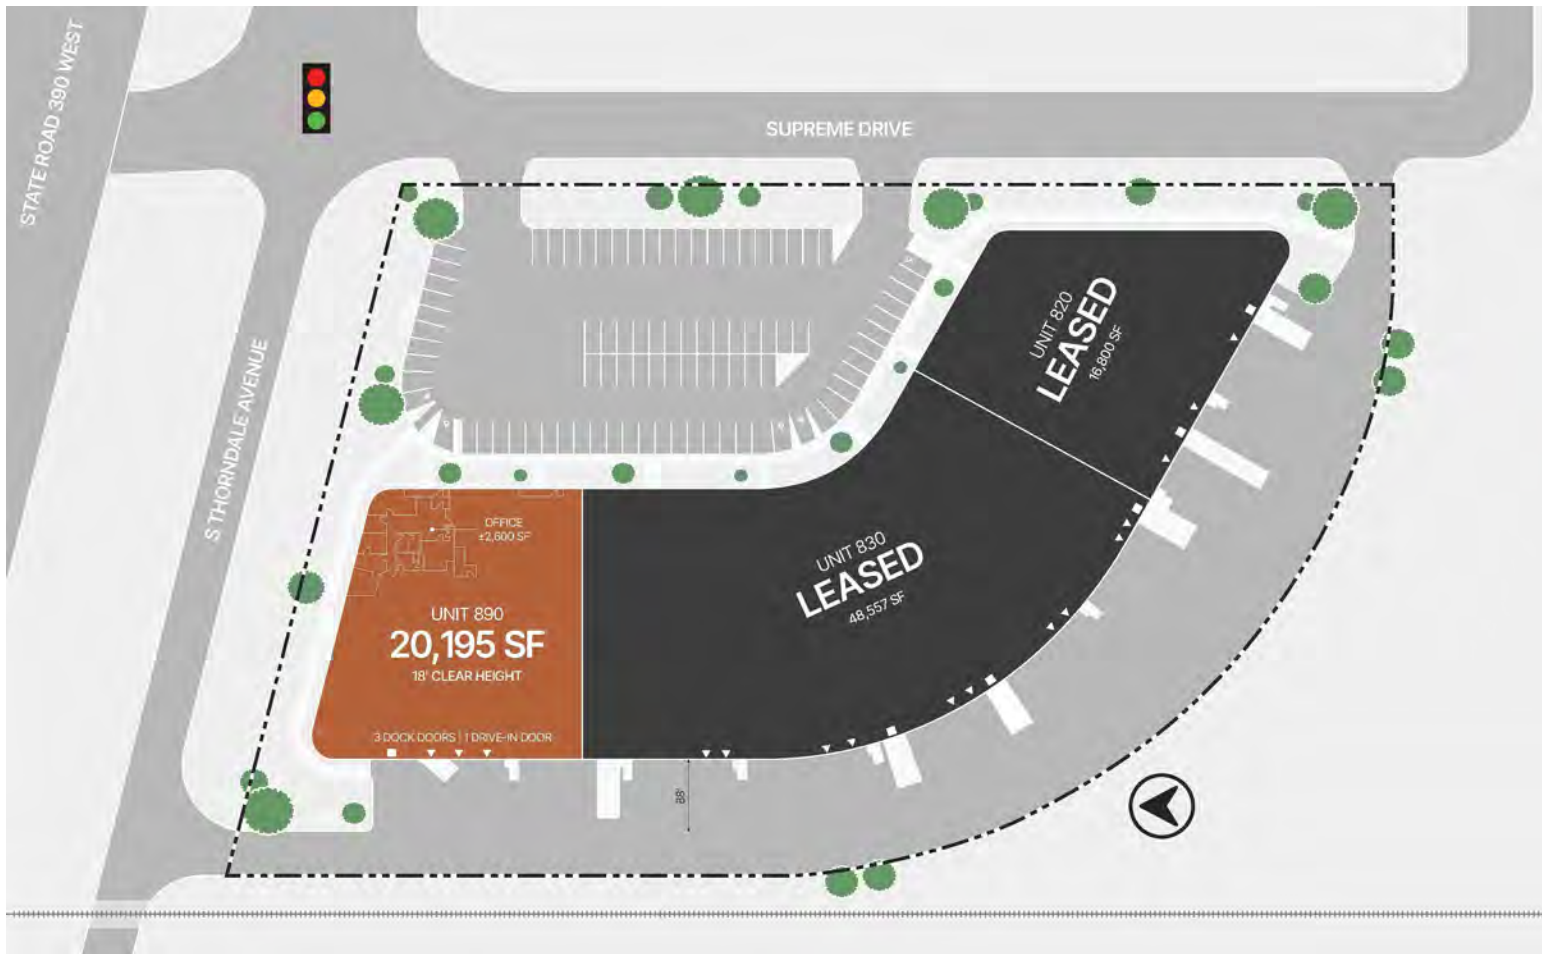 STATE ROAD 390 WEST
SUPREME DRIVE
S THORNDALE AVENUE
UNIT 820
LEASED
16,800 SF
OFFICE
±2,600 SF
UNIT 830
LEASED
48,557 SF
UNIT 890
20,195 SF
18' CLEAR HEIGHT
3 DOCK DOORS | 1 DRIVE-IN DOOR
88'